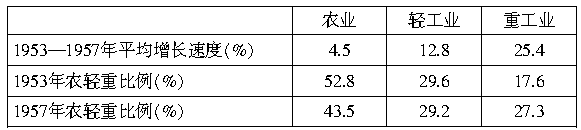 农业 轻工业 重工业
1953—1957年平均增长速度(%) 4.5 12.8 25.4
1953年农轻重比例(%) 52.8 29.6 17.6
1957年农轻重比例(%) 43.5 29.2 27.3